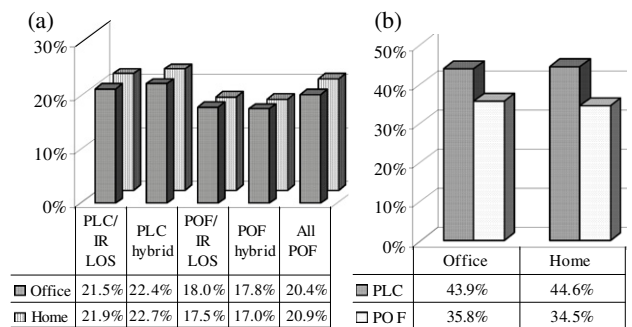 (a)
30%
20%
10%
0%
PLC/ IR LOS
PLC hybrid
POF/ IR LOS
POF hybrid
All POF
Office 21.5% 22.4% 18.0% 17.8% 20.4%
Home 21.9% 22.7% 17.5% 17.0% 20.9%
(b)
50%
40%
30%
20%
10%
0%
Office Home
PLC 43.9% 44.6%
POF 35.8% 34.5%